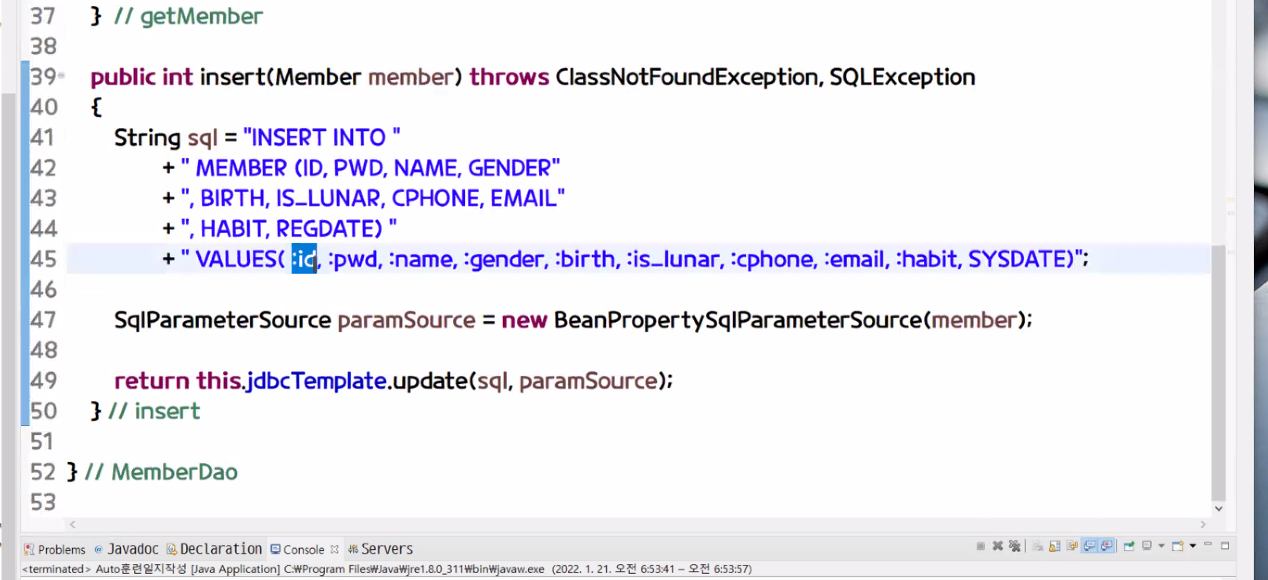 37 } // getMember
38
39 public int insert(Member member) throws ClassNotFoundException, SQLException
40 {
41 String sql = "INSERT INTO "
42 + " MEMBER (ID, PWD, NAME, GENDER"
43 + ", BIRTH, IS_LUNAR, CPHONE, EMAIL"
44 + ", HABIT, REGDATE) "
45 + " VALUES( :id, :pwd, :name, :gender, :birth, :is_lunar, :cphone, :email, :habit, SYSDATE)";
46
47 SqlParameterSource paramSource = new BeanPropertySqlParameterSource(member);
48
49 return this.jdbcTemplate.update(sql, paramSource);
50 } // insert
51
52 } // MemberDao
53
Problems @ Javadoc Declaration Console Servers
<terminated> Auto훈련일지작성 [Java Application] C:₩Program Files₩Java₩jre1.8.0_311₩bin₩javaw.exe (2022. 1. 21. 오전 6:53:41 – 오전 6:53:57)